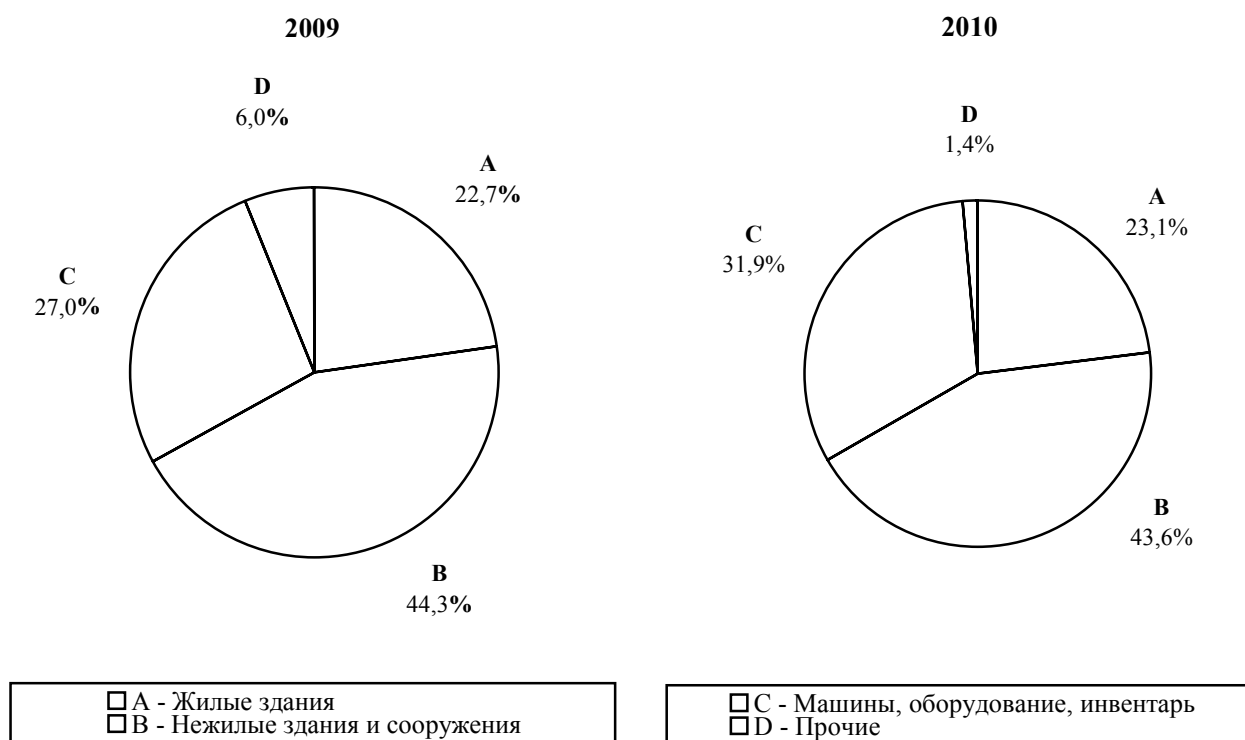 2009
D
6,0%
A
22,7%
C
27,0%
B
44,3%
2010
D
1,4%
A
23,1%
C
31,9%
B
43,6%
A - Жилые здания
B - Нежилые здания и сооружения
C - Машины, оборудование, инвентарь
D - Прочие